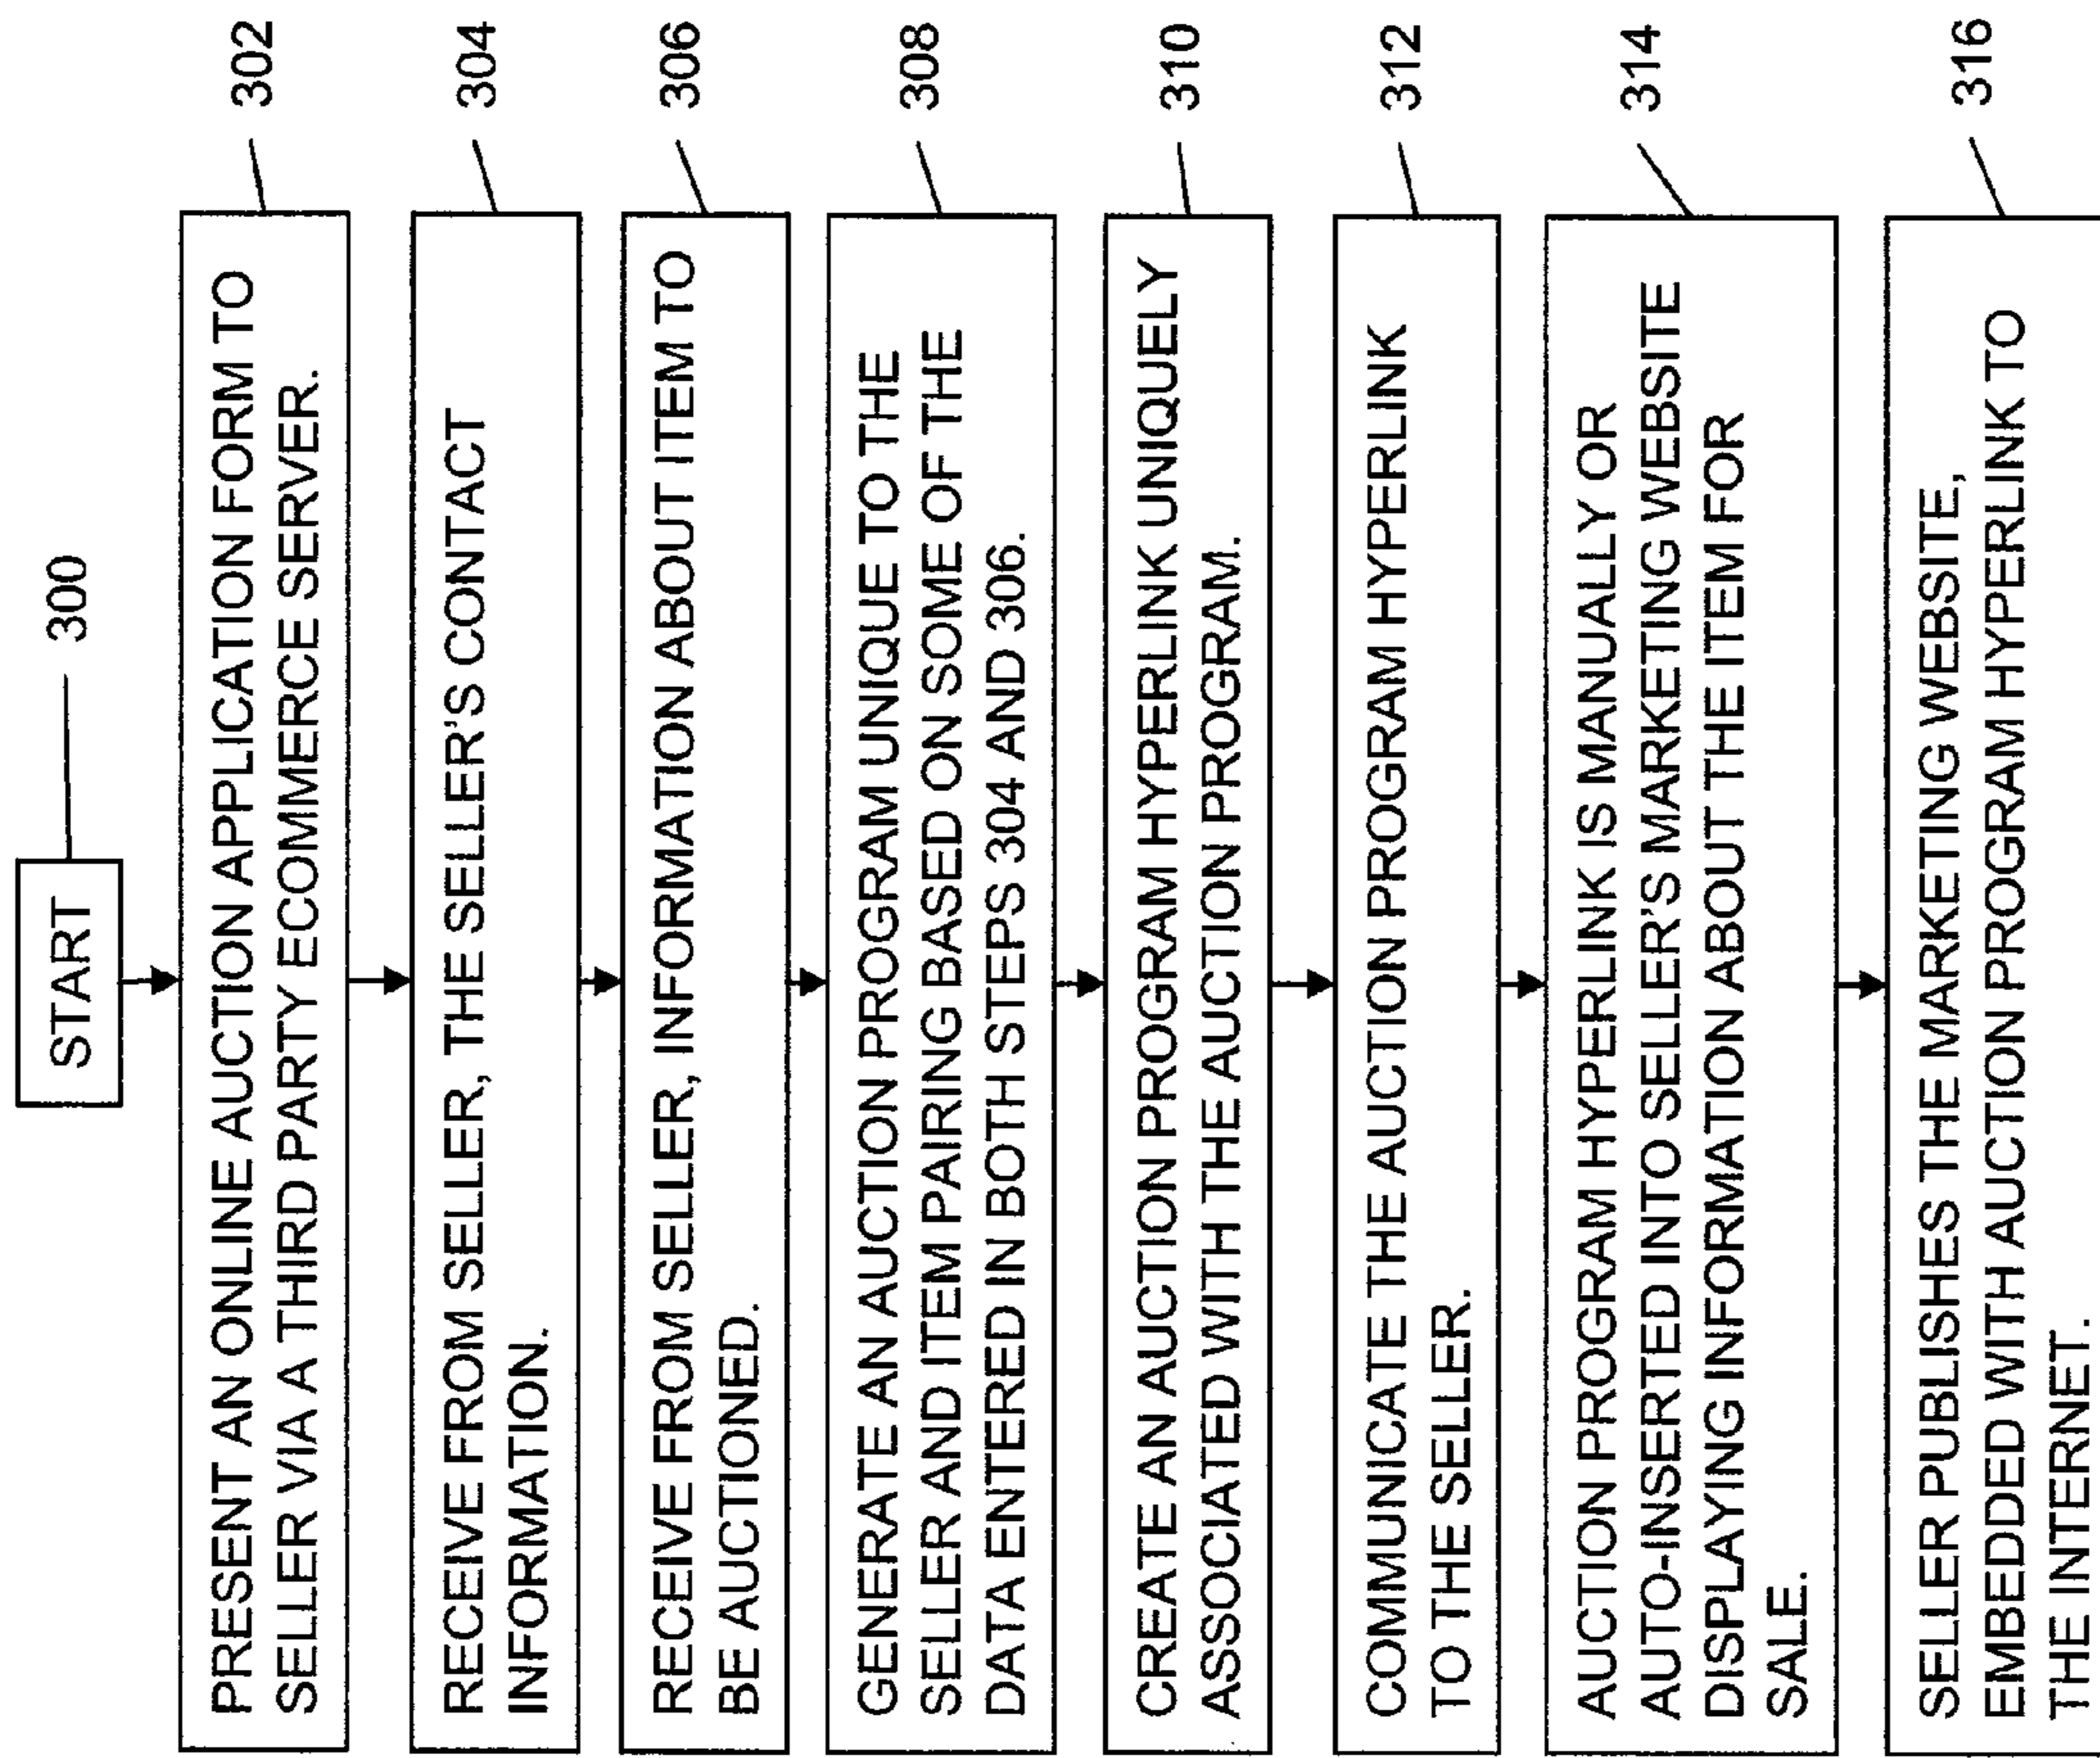 START
300
PRESENT AN ONLINE AUCTION APPLICATION FORM TO
SELLER VIA A THIRD PARTY ECOMMERCE SERVER.
302
RECEIVE FROM SELLER, THE SELLER'S CONTACT
INFORMATION.
304
RECEIVE FROM SELLER, INFORMATION ABOUT ITEM TO
BE AUCTIONED.
306
GENERATE AN AUCTION PROGRAM UNIQUE TO THE
SELLER AND ITEM PAIRING BASED ON SOME OF THE
DATA ENTERED IN BOTH STEPS 304 AND 306.
308
CREATE AN AUCTION PROGRAM HYPERLINK UNIQUELY
ASSOCIATED WITH THE AUCTION PROGRAM.
310
COMMUNICATE THE AUCTION PROGRAM HYPERLINK
TO THE SELLER.
312
AUCTION PROGRAM HYPERLINK IS MANUALLY OR
AUTO-INSERTED INTO SELLER'S MARKETING WEBSITE
DISPLAYING INFORMATION ABOUT THE ITEM FOR
SALE.
314
SELLER PUBLISHES THE MARKETING WEBSITE,
EMBEDDED WITH AUCTION PROGRAM HYPERLINK TO
THE INTERNET.
316